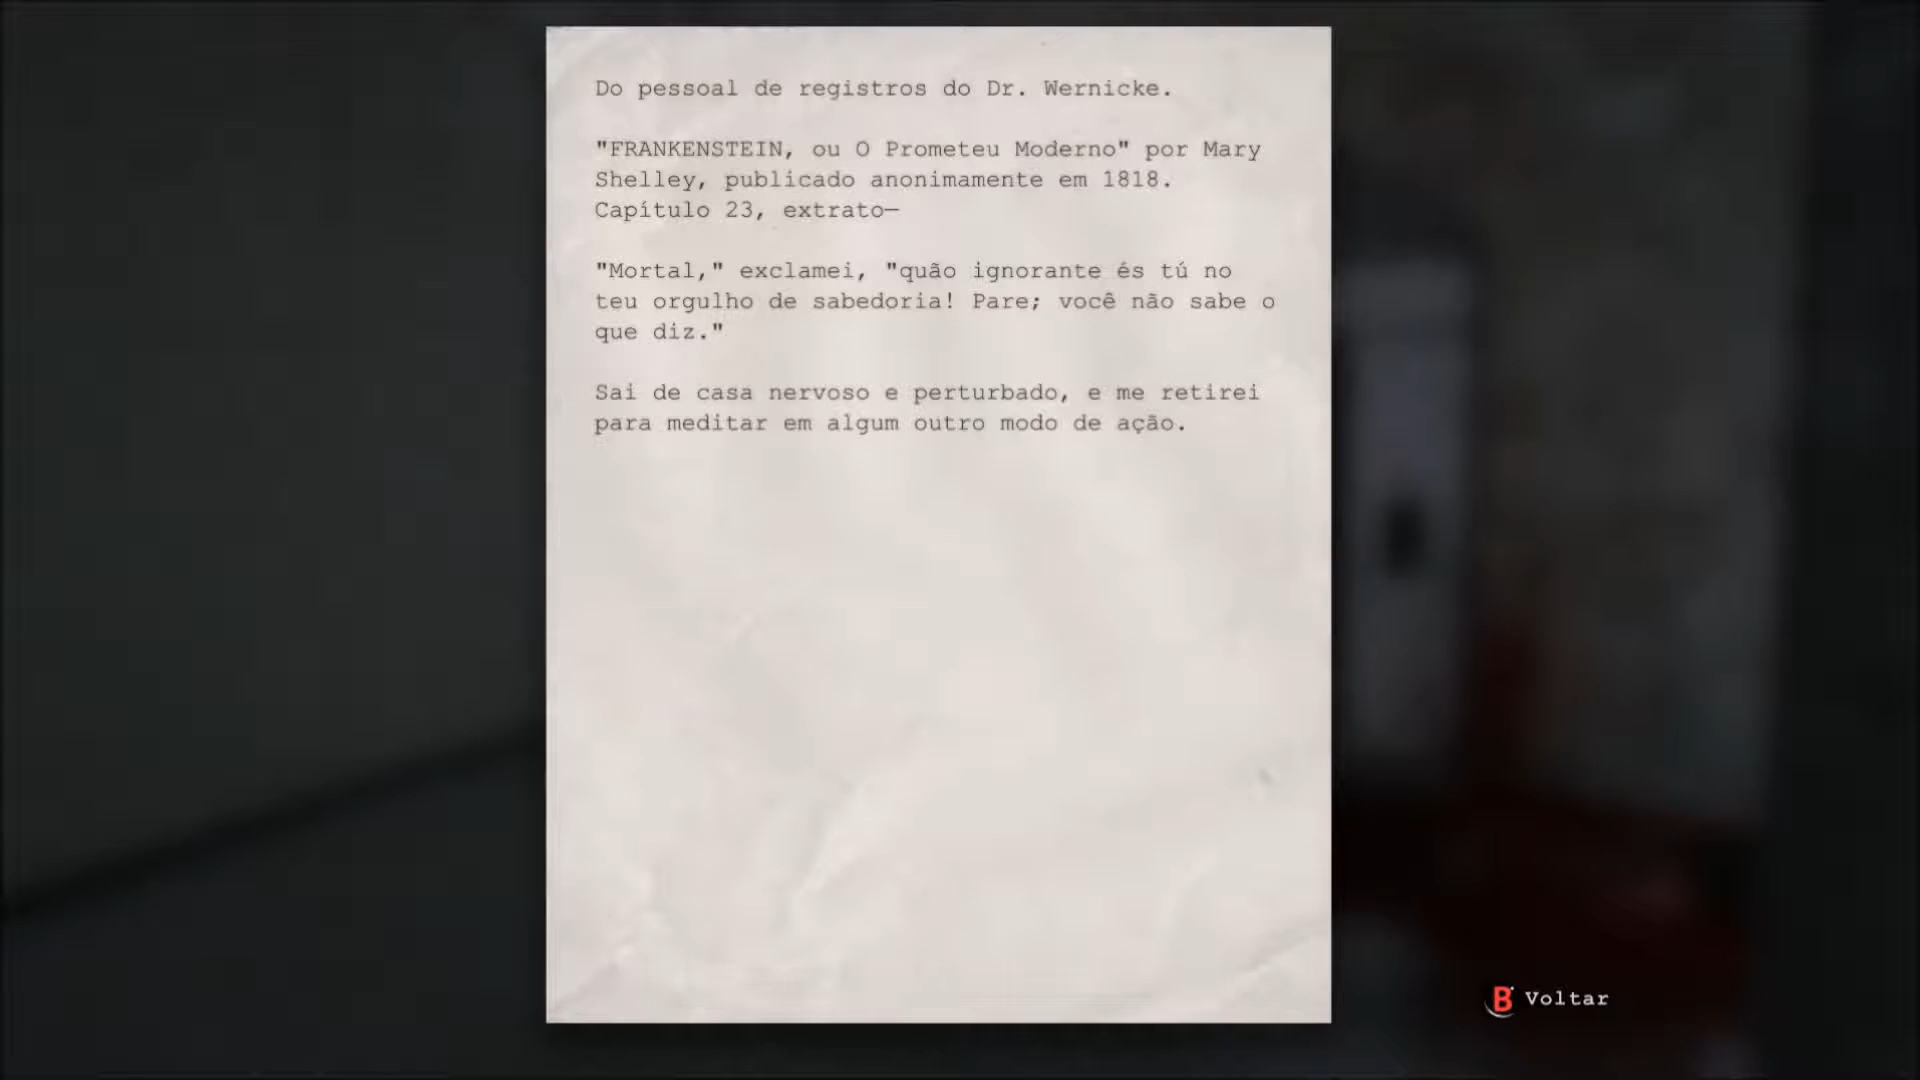 Do pessoal de registros do Dr. Wernicke.
"FRANKENSTEIN, ou O Prometeu Moderno" por Mary
Shelley, publicado anonimamente em 1818.
Capítulo 23, extrato—
"Mortal," exclamei, "quão ignorante és tú no
teu orgulho de sabedoria! Pare; você não sabe o
que diz."
Sai de casa nervoso e perturbado, e me retirei
para meditar em algum outro modo de ação.
B Voltar